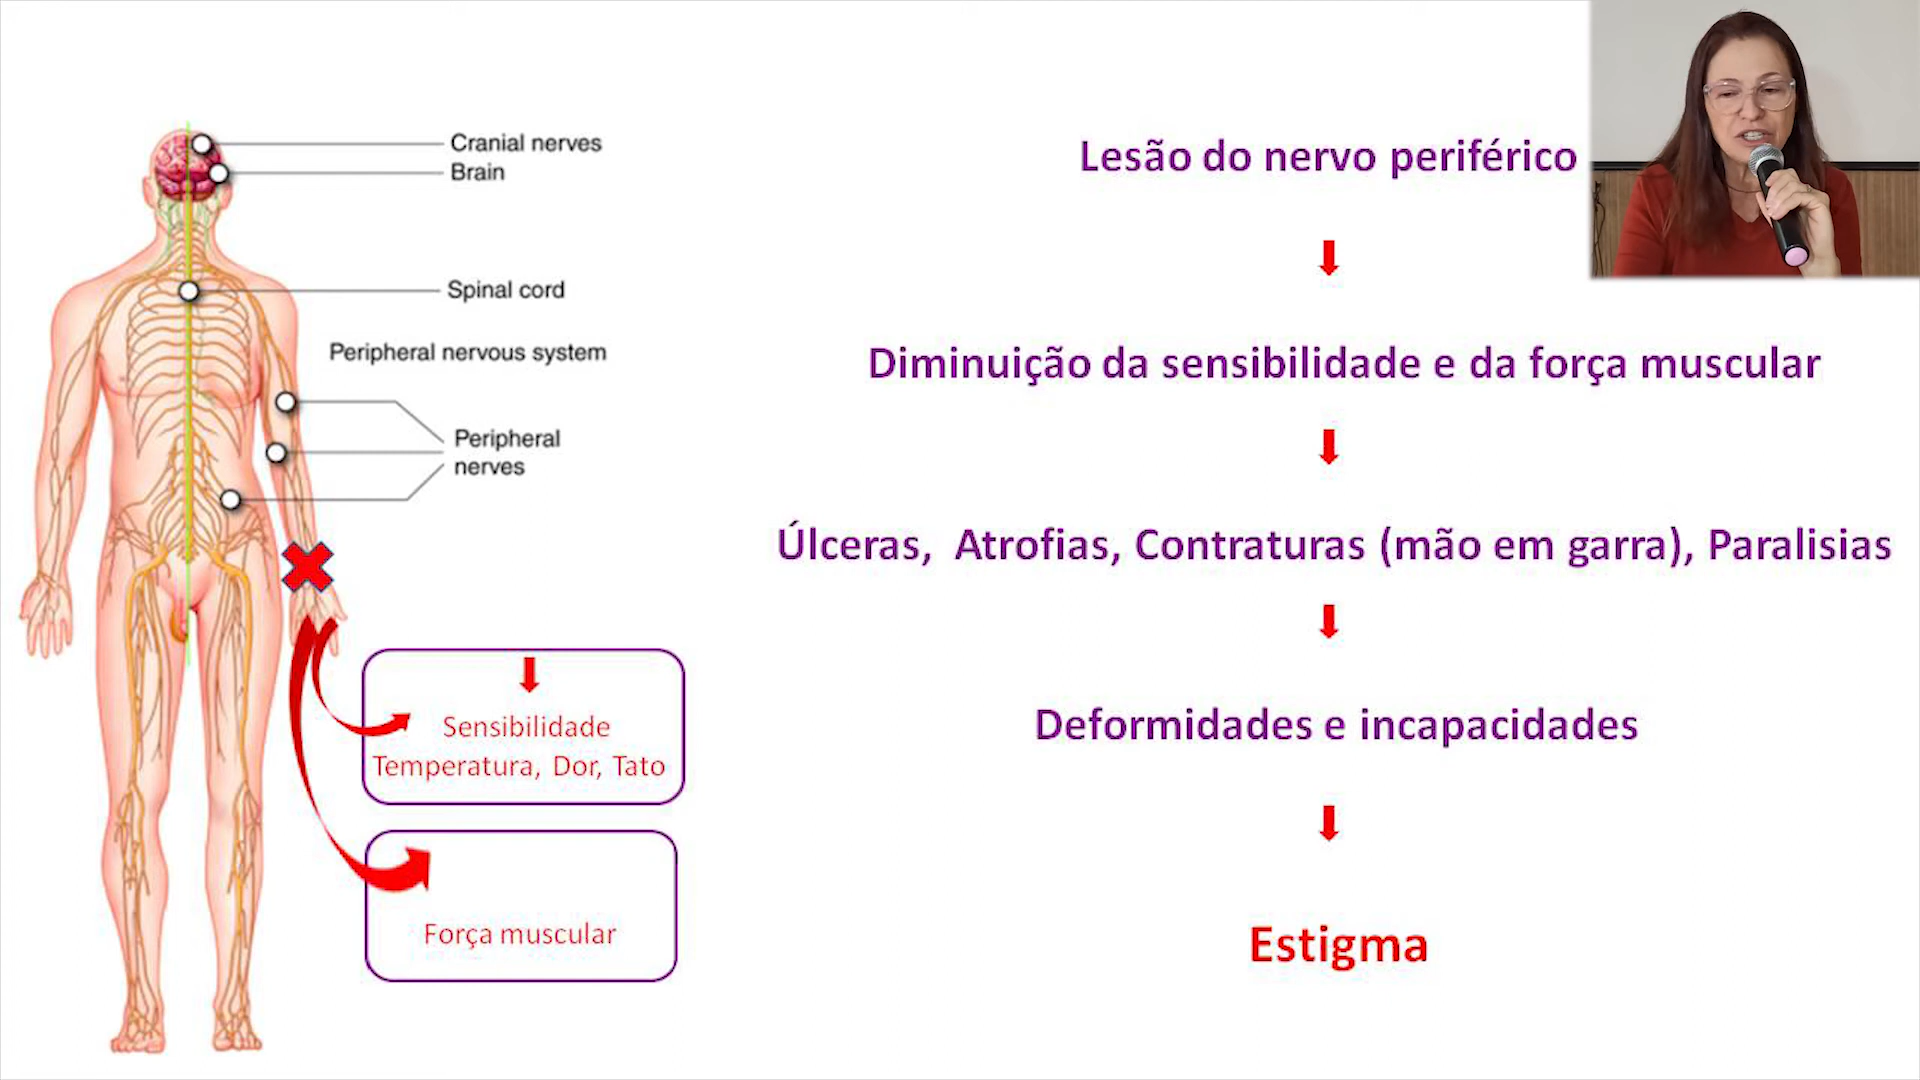 Cranial nerves
Brain
Spinal cord
Peripheral nervous system
Peripheral
nerves
Sensibilidade
Temperatura, Dor, Tato
Força muscular
Lesão do nervo periférico
Diminuição da sensibilidade e da força muscular
Úlceras, Atrofias, Contraturas (mão em garra), Paralisias
Deformidades e incapacidades
Estigma